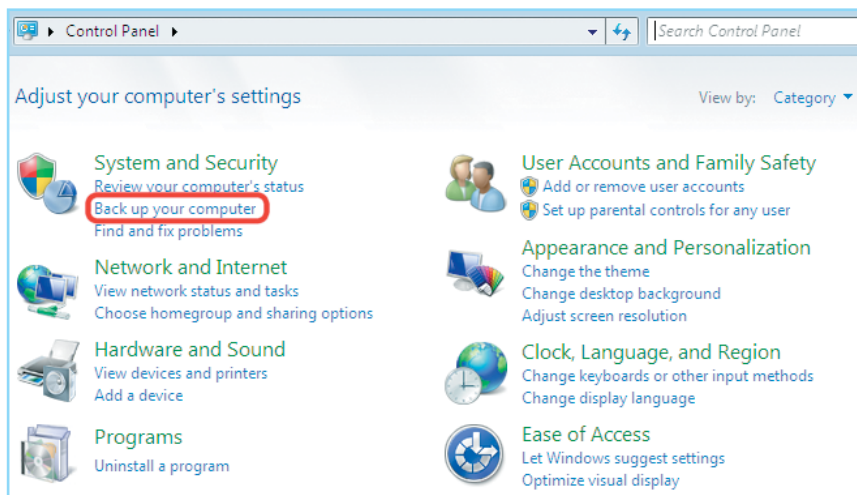 Control Panel
Search Control Panel
Adjust your computer's settings
View by: Category
System and Security
Review your computer's status
Back up your computer
Find and fix problems
Network and Internet
View network status and tasks
Choose homegroup and sharing options
Hardware and Sound
View devices and printers
Add a device
Programs
Uninstall a program
User Accounts and Family Safety
Add or remove user accounts
Set up parental controls for any user
Appearance and Personalization
Change the theme
Change desktop background
Adjust screen resolution
Clock, Language, and Region
Change keyboards or other input methods
Change display language
Ease of Access
Let Windows suggest settings
Optimize visual display